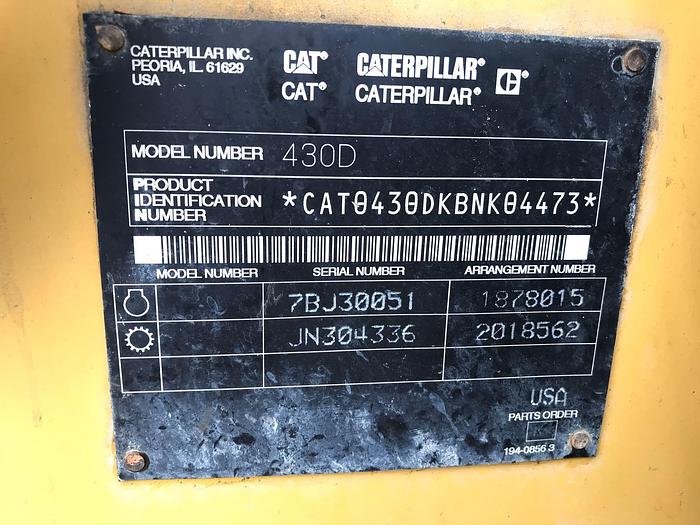 CATERPILLAR INC.
PEORIA, IL. 61629
USA
CAT® CATERPILLAR® C®
CAT® CATERPILLAR®
MODEL NUMBER 430D
PRODUCT
IDENTIFICATION
NUMBER *CAT0430DKBNK04473*
MODEL NUMBER SERIAL NUMBER ARRANGEMENT NUMBER
7BJ30051 1878015
JN304336 2018562
USA
PARTS ORDER
194-0856 3